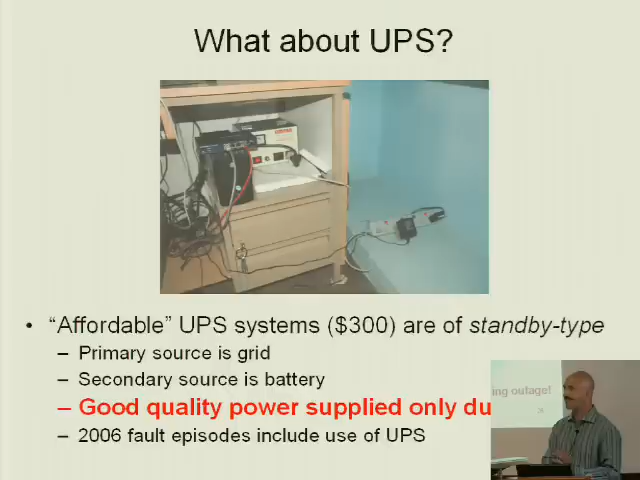 What about UPS?
• “Affordable” UPS systems ($300) are of standby-type
– Primary source is grid
– Secondary source is battery
– Good quality power supplied only du
– 2006 fault episodes include use of UPS
ing outage!